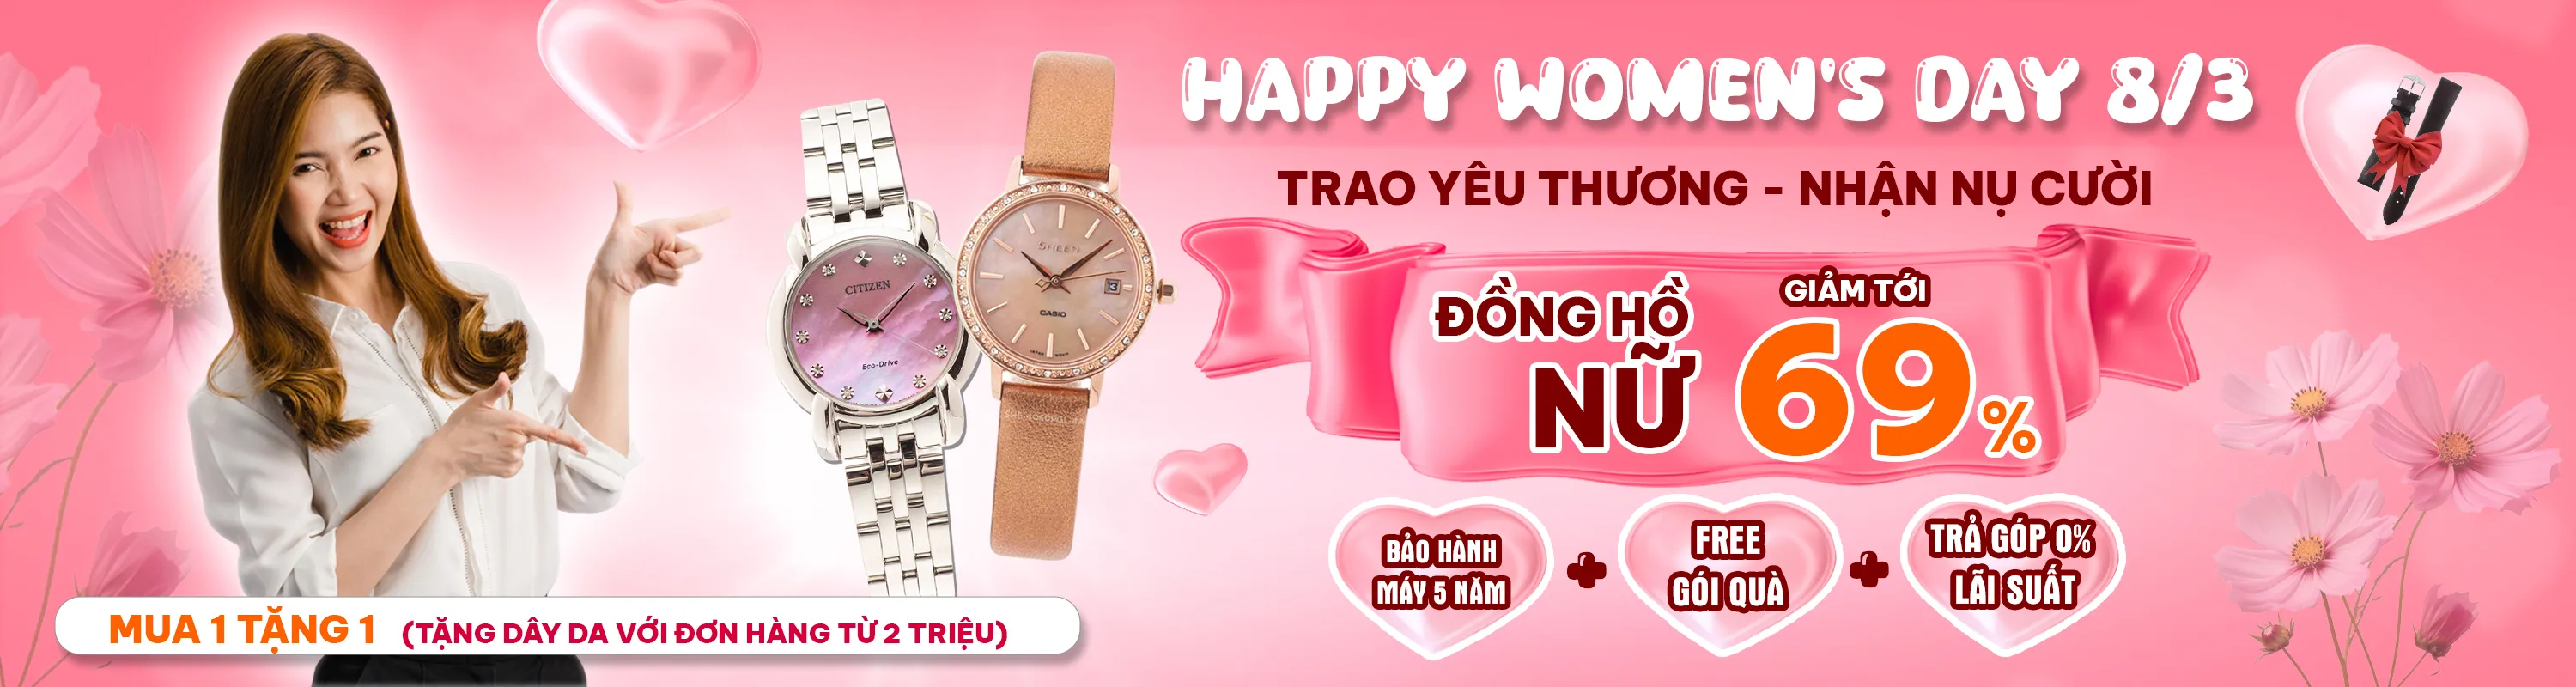 HAPPY WOMEN'S DAY 8/3
TRAO YÊU THƯƠNG - NHẬN NỤ CƯỜI
ĐỒNG HỒ
NỮ
GIẢM TỚI
69%
CITIZEN
Eco-Drive
SHEEN
13
CASIO
BẢO HÀNH
MÁY 5 NĂM
+
FREE
GÓI QUÀ
+
TRẢ GÓP 0%
LÃI SUẤT
MUA 1 TẶNG 1 (TẶNG DÂY DA VỚI ĐƠN HÀNG TỪ 2 TRIỆU)